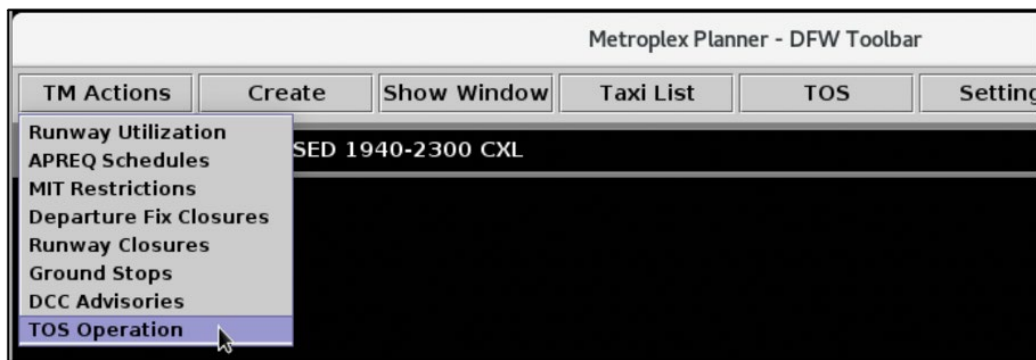 Metroplex Planner - DFW Toolbar
TM Actions Create Show Window Taxi List TOS Setting
Runway Utilization
SED 1940-2300 CXL
APREQ Schedules
MIT Restrictions
Departure Fix Closures
Runway Closures
Ground Stops
DCC Advisories
TOS Operation